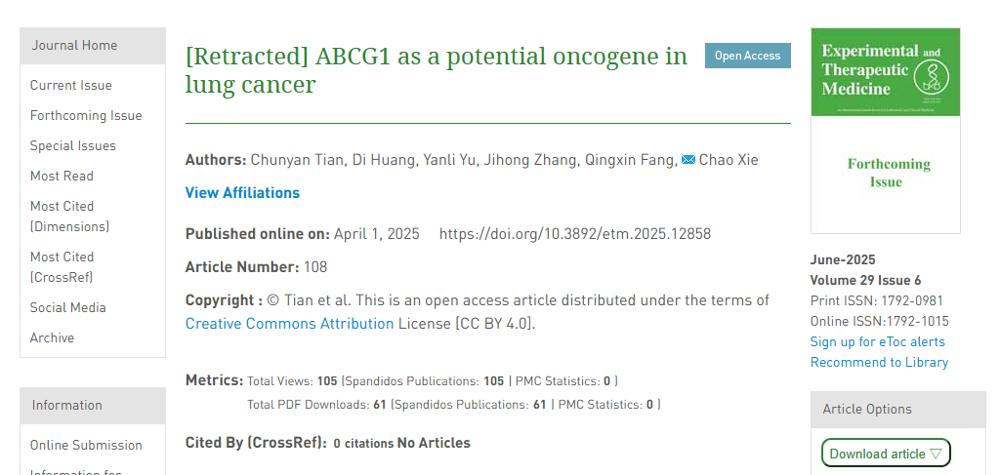 Journal Home
Current Issue
Forthcoming Issue
Special Issues
Most Read
Most Cited
(Dimensions)
Most Cited
(CrossRef)
Social Media
Archive
Information
Online Submission
Information for
[Retracted] ABCG1 as a potential oncogene in
lung cancer
Open Access
Authors: Chunyan Tian, Di Huang, Yanli Yu, Jihong Zhang, Qingxin Fang, Chao Xie
View Affiliations
Published online on: April 1, 2025 https://doi.org/10.3892/etm.2025.12858
Article Number: 108
Copyright : © Tian et al. This is an open access article distributed under the terms of
Creative Commons Attribution License [CC BY 4.0].
Metrics: Total Views: 105 (Spandidos Publications: 105 | PMC Statistics: 0 )
Total PDF Downloads: 61 (Spandidos Publications: 61 | PMC Statistics: 0 )
Cited By (CrossRef): 0 citations No Articles
Experimental and
Therapeutic
Medicine
Forthcoming
Issue
June-2025
Volume 29 Issue 6
Print ISSN: 1792-0981
Online ISSN:1792-1015
Sign up for eToc alerts
Recommend to Library
Article Options
Download article ▽